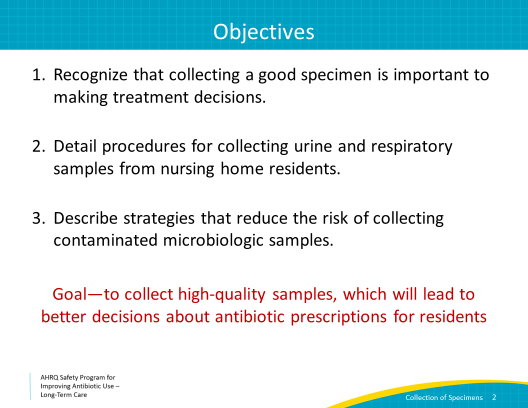 Objectives
1. Recognize that collecting a good specimen is important to
making treatment decisions.
2. Detail procedures for collecting urine and respiratory
samples from nursing home residents.
3. Describe strategies that reduce the risk of collecting
contaminated microbiologic samples.
Goal—to collect high-quality samples, which will lead to
better decisions about antibiotic prescriptions for residents
AHRQ Safety Program for
Improving Antibiotic Use –
Long-Term Care
Collection of Specimens 2